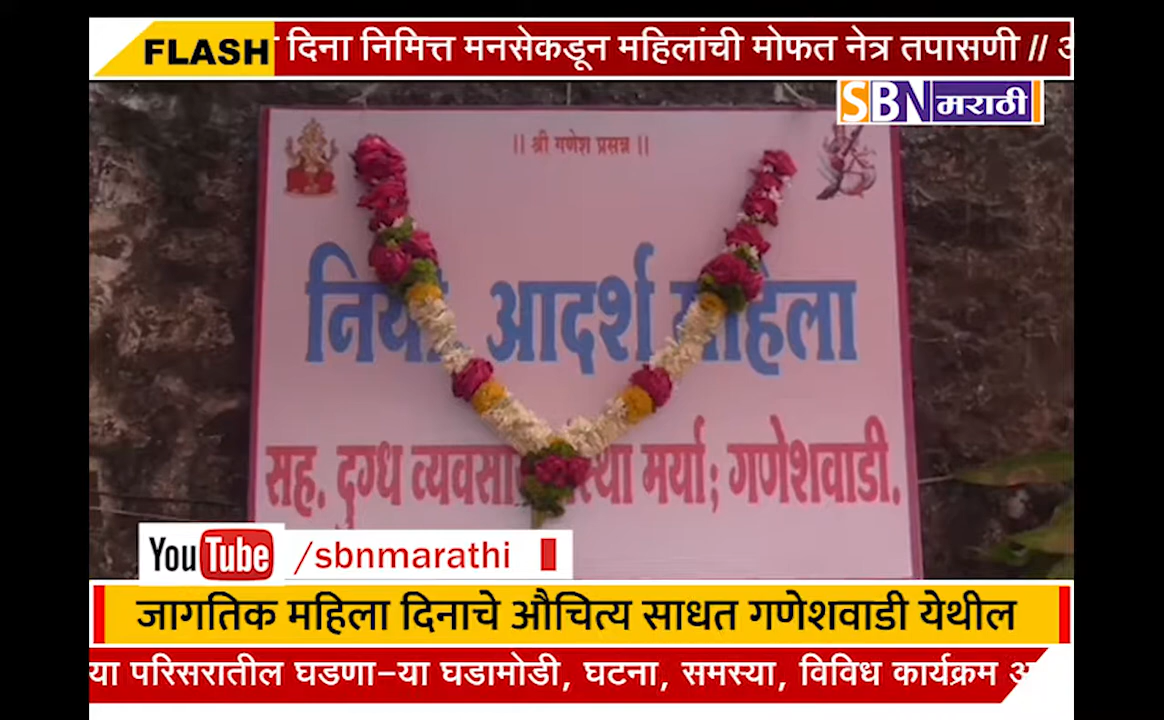 FLASH दिना निमित्त मनसेकडून महिलांची मोफत नेत्र तपासणी //
SBN मराठी
|| श्री गणेश प्रसन्न ||
आदर्श महिला
सह. दुग्ध व्यवसाय मर्या; गणेशवाडी.
YouTube /sbnmarathi
जागतिक महिला दिनाचे औचित्य साधत गणेशवाडी येथील
या परिसरातील घडणा-या घडामोडी, घटना, समस्या, विविध कार्यक्रम